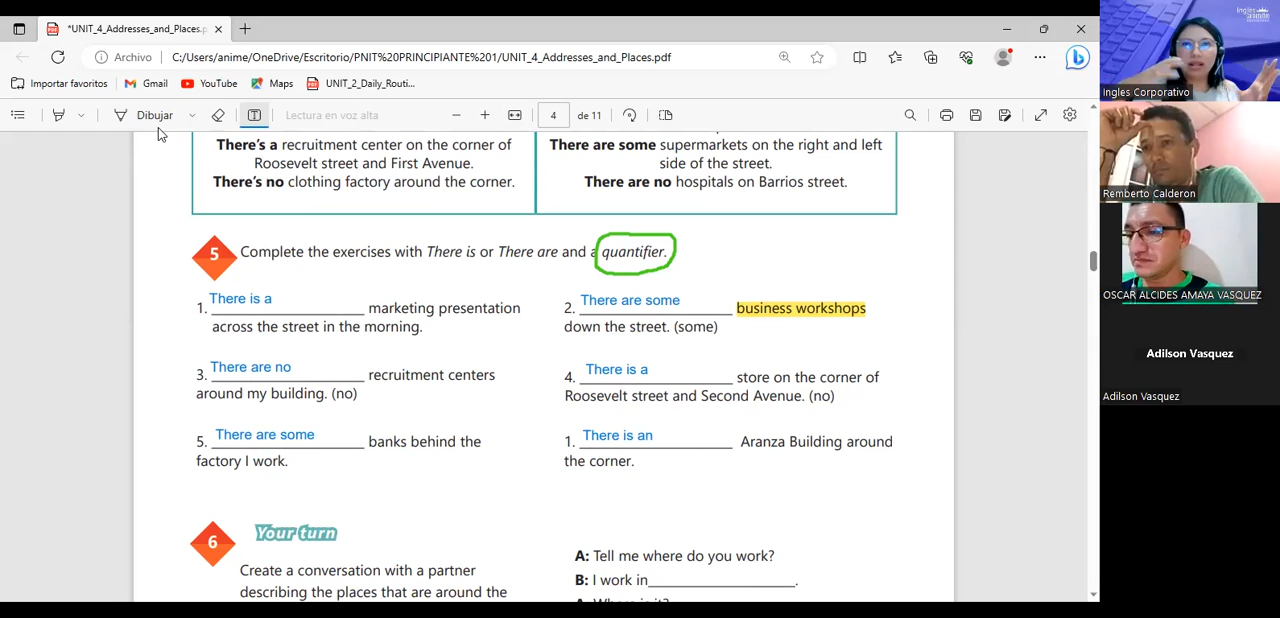 *UNIT_4_Addresses_and_Places.p
Archivo
C:/Users/anime/OneDrive/Escritorio/PNIT%20PRINCIPIANTE%201/UNIT_4_Addresses_and_Places.pdf
Importar favoritos
Gmail
YouTube
Maps
UNIT_2_Daily_Routi...
Dibujar
Lectura en voz alta
4
de 11
There's a recruitment center on the corner of
Roosevelt street and First Avenue.
There's no clothing factory around the corner.
There are some supermarkets on the right and left
side of the street.
There are no hospitals on Barrios street.
5 Complete the exercises with There is or There are and a quantifier.
1. There is a marketing presentation
across the street in the morning.
2. There are some business workshops
down the street. (some)
3. There are no recruitment centers
around my building. (no)
4. There is a store on the corner of
Roosevelt street and Second Avenue. (no)
5. There are some banks behind the
factory I work.
1. There is an Aranza Building around
the corner.
6 Your turn
Create a conversation with a partner
describing the places that are around the
A: Tell me where do you work?
B: I work in_________________.
Ingles Corporativo
Remberto Calderon
OSCAR ALCIDES AMAYA VASQUEZ
Adilson Vasquez
Adilson Vasquez